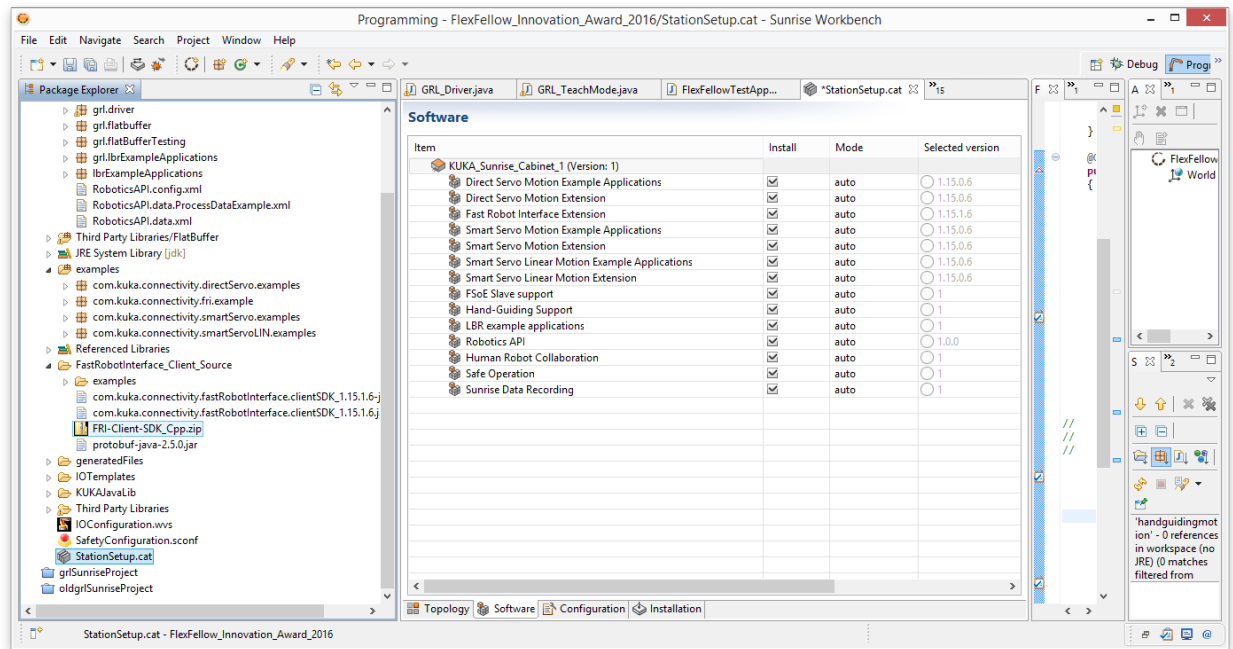 Programming - FlexFellow_Innovation_Award_2016/StationSetup.cat - Sunrise Workbench
File Edit Navigate Search Project Window Help
Debug Progr
Package Explorer
grl.driver
grl.flatbuffer
grl.flatBufferTesting
grl.lbrExampleApplications
lbrExampleApplications
RoboticsAPI.config.xml
RoboticsAPI.data.ProcessDataExample.xml
RoboticsAPI.data.xml
Third Party Libraries/FlatBuffer
JRE System Library [jdk]
examples
com.kuka.connectivity.directServo.examples
com.kuka.connectivity.fri.example
com.kuka.connectivity.smartServo.examples
com.kuka.connectivity.smartServoLIN.examples
Referenced Libraries
FastRobotInterface_Client_Source
examples
com.kuka.connectivity.fastRobotInterface.clientSDK_1.15.1.6-j
com.kuka.connectivity.fastRobotInterface.clientSDK_1.15.1.6.j
FRI-Client-SDK_Cpp.zip
protobuf-java-2.5.0.jar
generatedFiles
IOTemplates
KUKAJavaLib
Third Party Libraries
IOConfiguration.wvs
SafetyConfiguration.sconf
StationSetup.cat
grlSunriseProject
oldgrlSunriseProject
GRL_Driver.java GRL_TeachMode.java FlexFellowTestApp... *StationSetup.cat 15
Software
Item Install Mode Selected version
KUKA_Sunrise_Cabinet_1 (Version: 1)
Direct Servo Motion Example Applications auto 1.15.0.6
Direct Servo Motion Extension auto 1.15.0.6
Fast Robot Interface Extension auto 1.15.1.6
Smart Servo Motion Example Applications auto 1.15.0.6
Smart Servo Motion Extension auto 1.15.0.6
Smart Servo Linear Motion Example Applications auto 1.15.0.6
Smart Servo Linear Motion Extension auto 1.15.0.6
FSoE Slave support auto 1
Hand-Guiding Support auto 1
LBR example applications auto 1
Robotics API auto 1.0.0
Human Robot Collaboration auto 1
Safe Operation auto 1
Sunrise Data Recording auto 1
Topology Software Configuration Installation
F 1
}
@O
pu
{
//
//
//
A 1
FlexFellow
World
S 2
'handguidingmot
ion' - 0 references
in workspace (no
JRE) (0 matches
filtered from
StationSetup.cat - FlexFellow_Innovation_Award_2016